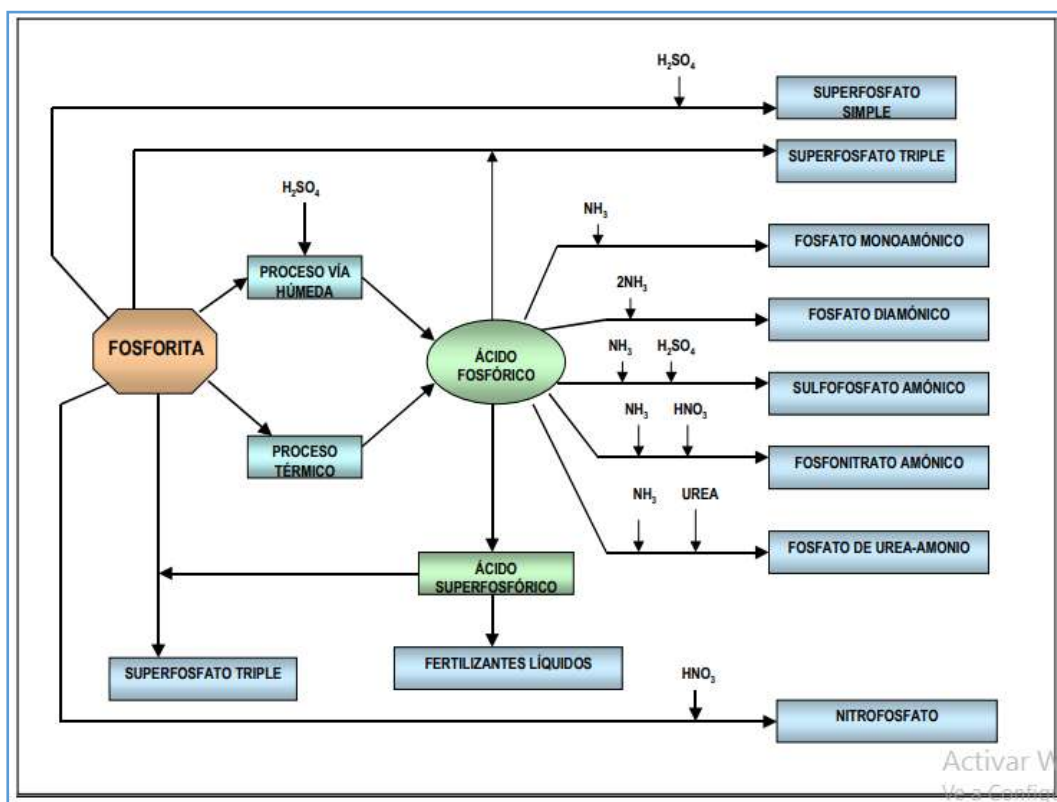 H₂SO₄
SUPERFOSFATO
SIMPLE
SUPERFOSFATO TRIPLE
H₂SO₄
NH₃
PROCESO VÍA
HÚMEDA
FOSFATO MONOAMÓNICO
2NH₃
FOSFATO DIAMÓNICO
FOSFORITA
ÁCIDO
FOSFÓRICO
NH₃ H₂SO₄
SULFOFOSFATO AMÓNICO
NH₃ HNO₃
PROCESO
TÉRMICO
FOSFONITRATO AMÓNICO
NH₃ UREA
FOSFATO DE UREA-AMONIO
ÁCIDO
SUPERFOSFÓRICO
SUPERFOSFATO TRIPLE
FERTILIZANTES LÍQUIDOS
HNO₃
NITROFOSFATO
Activar W
Ve a Config